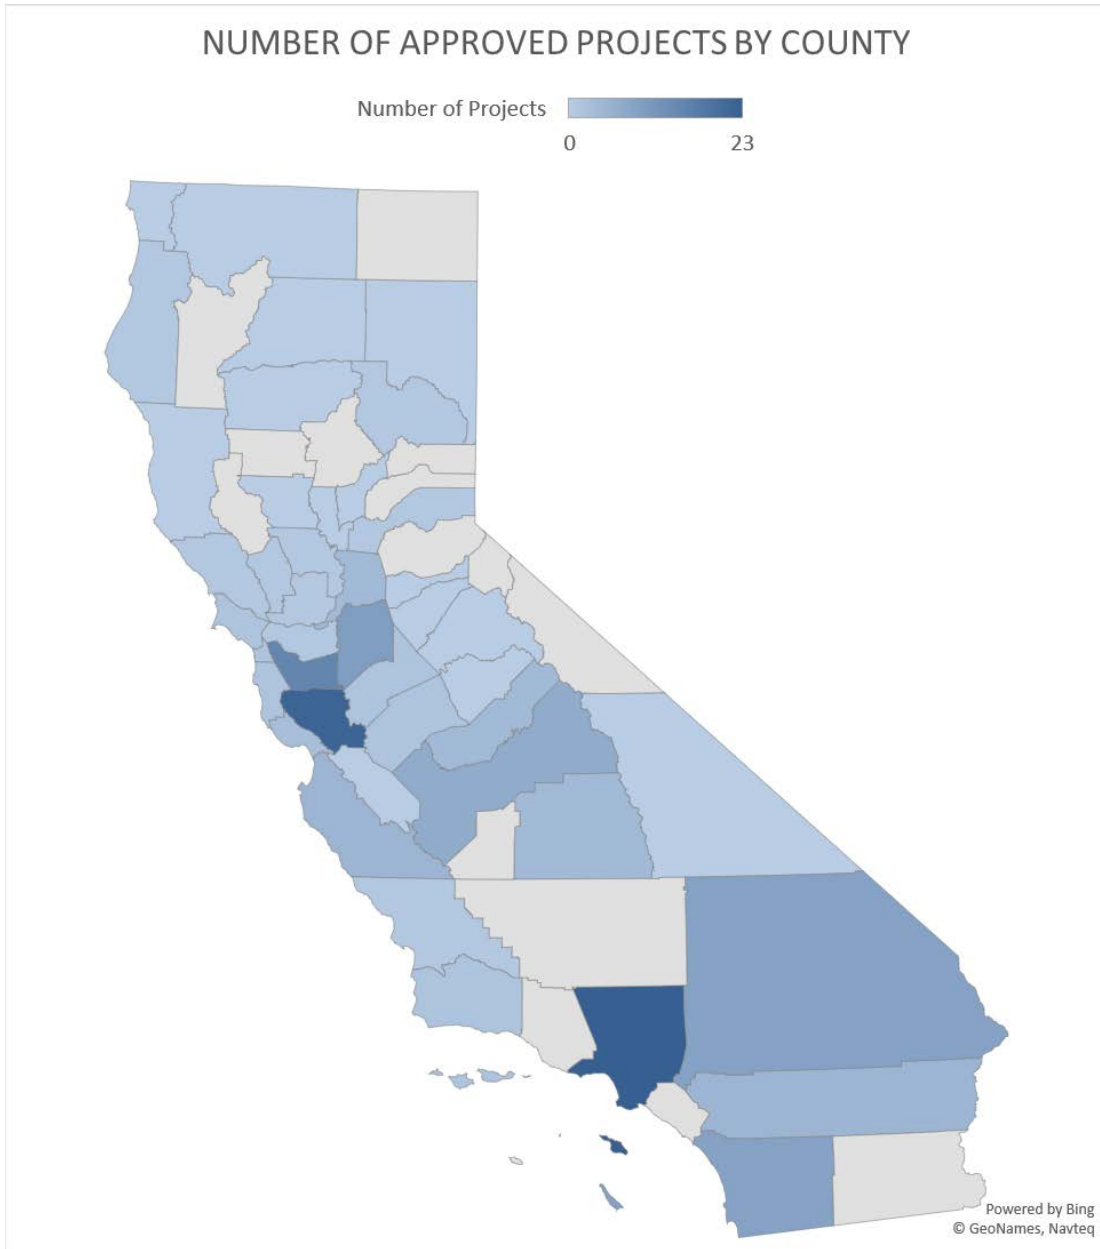 NUMBER OF APPROVED PROJECTS BY COUNTY
Number of Projects
0 23
Powered by Bing
© GeoNames, Navteq